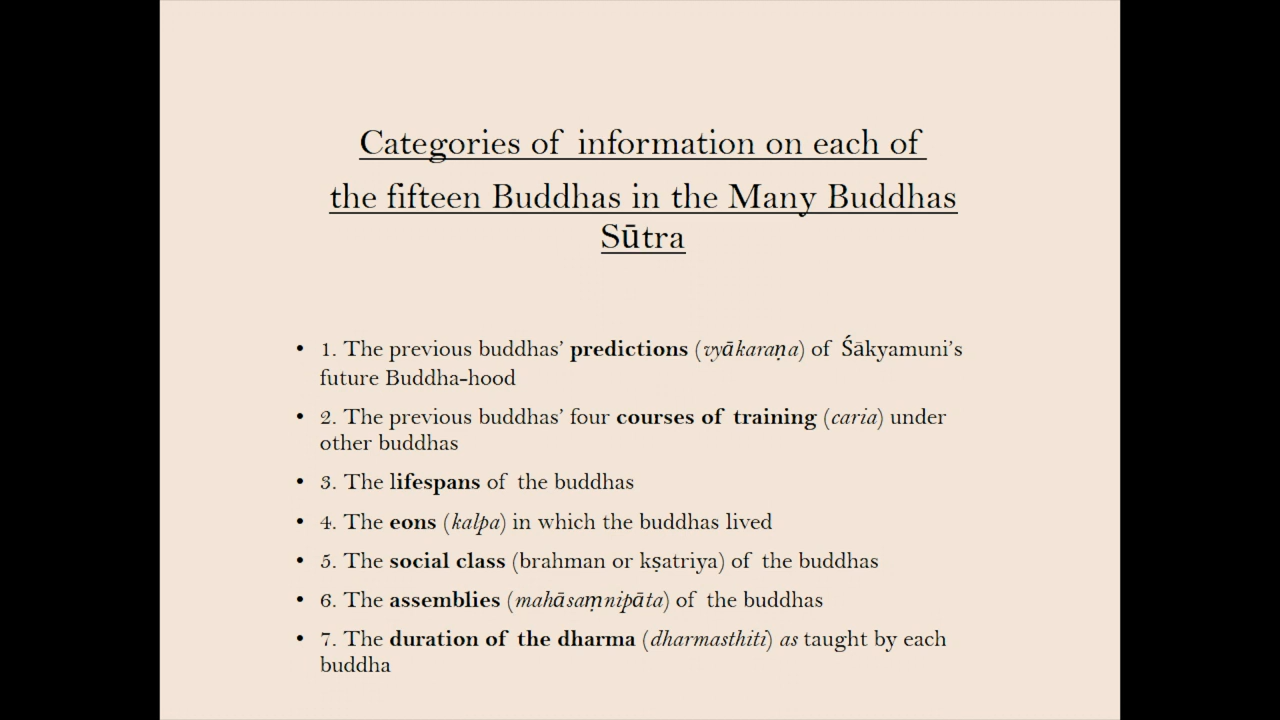 Categories of information on each of
the fifteen Buddhas in the Many Buddhas
Sūtra
• 1. The previous buddhas’ predictions (vyākaraṇa) of Śākyamuni’s
future Buddha-hood
• 2. The previous buddhas’ four courses of training (caria) under
other buddhas
• 3. The lifespans of the buddhas
• 4. The eons (kalpa) in which the buddhas lived
• 5. The social class (brahman or kṣatriya) of the buddhas
• 6. The assemblies (mahāsaṃnipāta) of the buddhas
• 7. The duration of the dharma (dharmasthiti) as taught by each
buddha